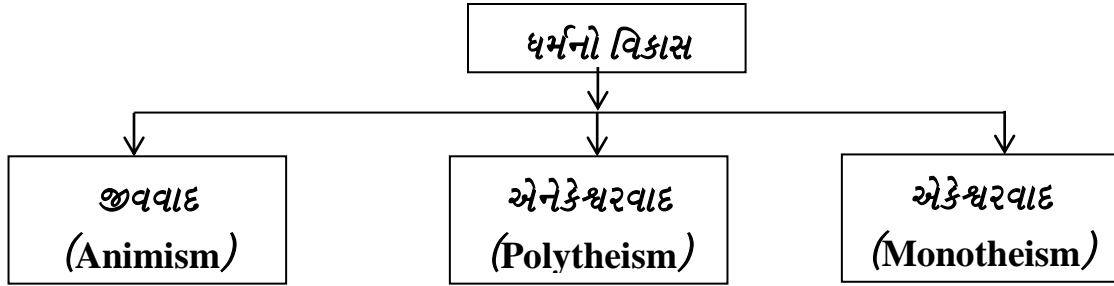 ધર્મનો વિકાસ
જીવવાદ
(Animism)
એનેકેશ્વરવાદ
(Polytheism)
એકેશ્વરવાદ
(Monotheism)